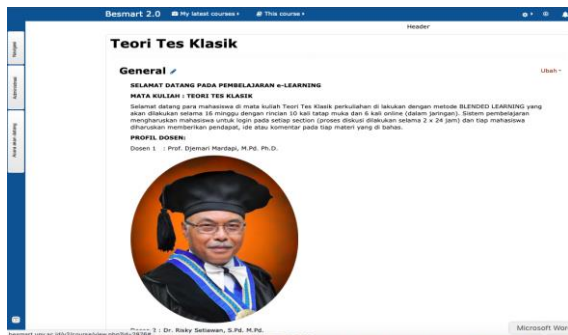 Besmart 2.0 My latest courses This course
Header
Teori Tes Klasik
General
Ubah
SELAMAT DATANG PADA PEMBELAJARAN e-LEARNING
MATA KULIAH : TEORI TES KLASIK
Selamat datang para mahasiswa di mata kuliah Teori Tes Klasik perkuliahan di lakukan dengan metode BLENDED LEARNING yang
akan dilakukan selama 16 minggu dengan rincian 10 kali tatap muka dan 6 kali online (dalam jaringan). Sistem pembelajaran
mengharuskan mahasiswa untuk login pada setiap section (proses diskusi dilakukan selama 2 x 24 jam) dan tiap mahasiswa
diharuskan memberikan pendapat, ide atau komentar pada tiap materi yang di bahas.
PROFIL DOSEN:
Dosen 1 : Prof. Djemari Mardapi, M.Pd. Ph.D.
: Dr. Risky Setiawan, S.Pd. M.Pd.
Microsoft Wor